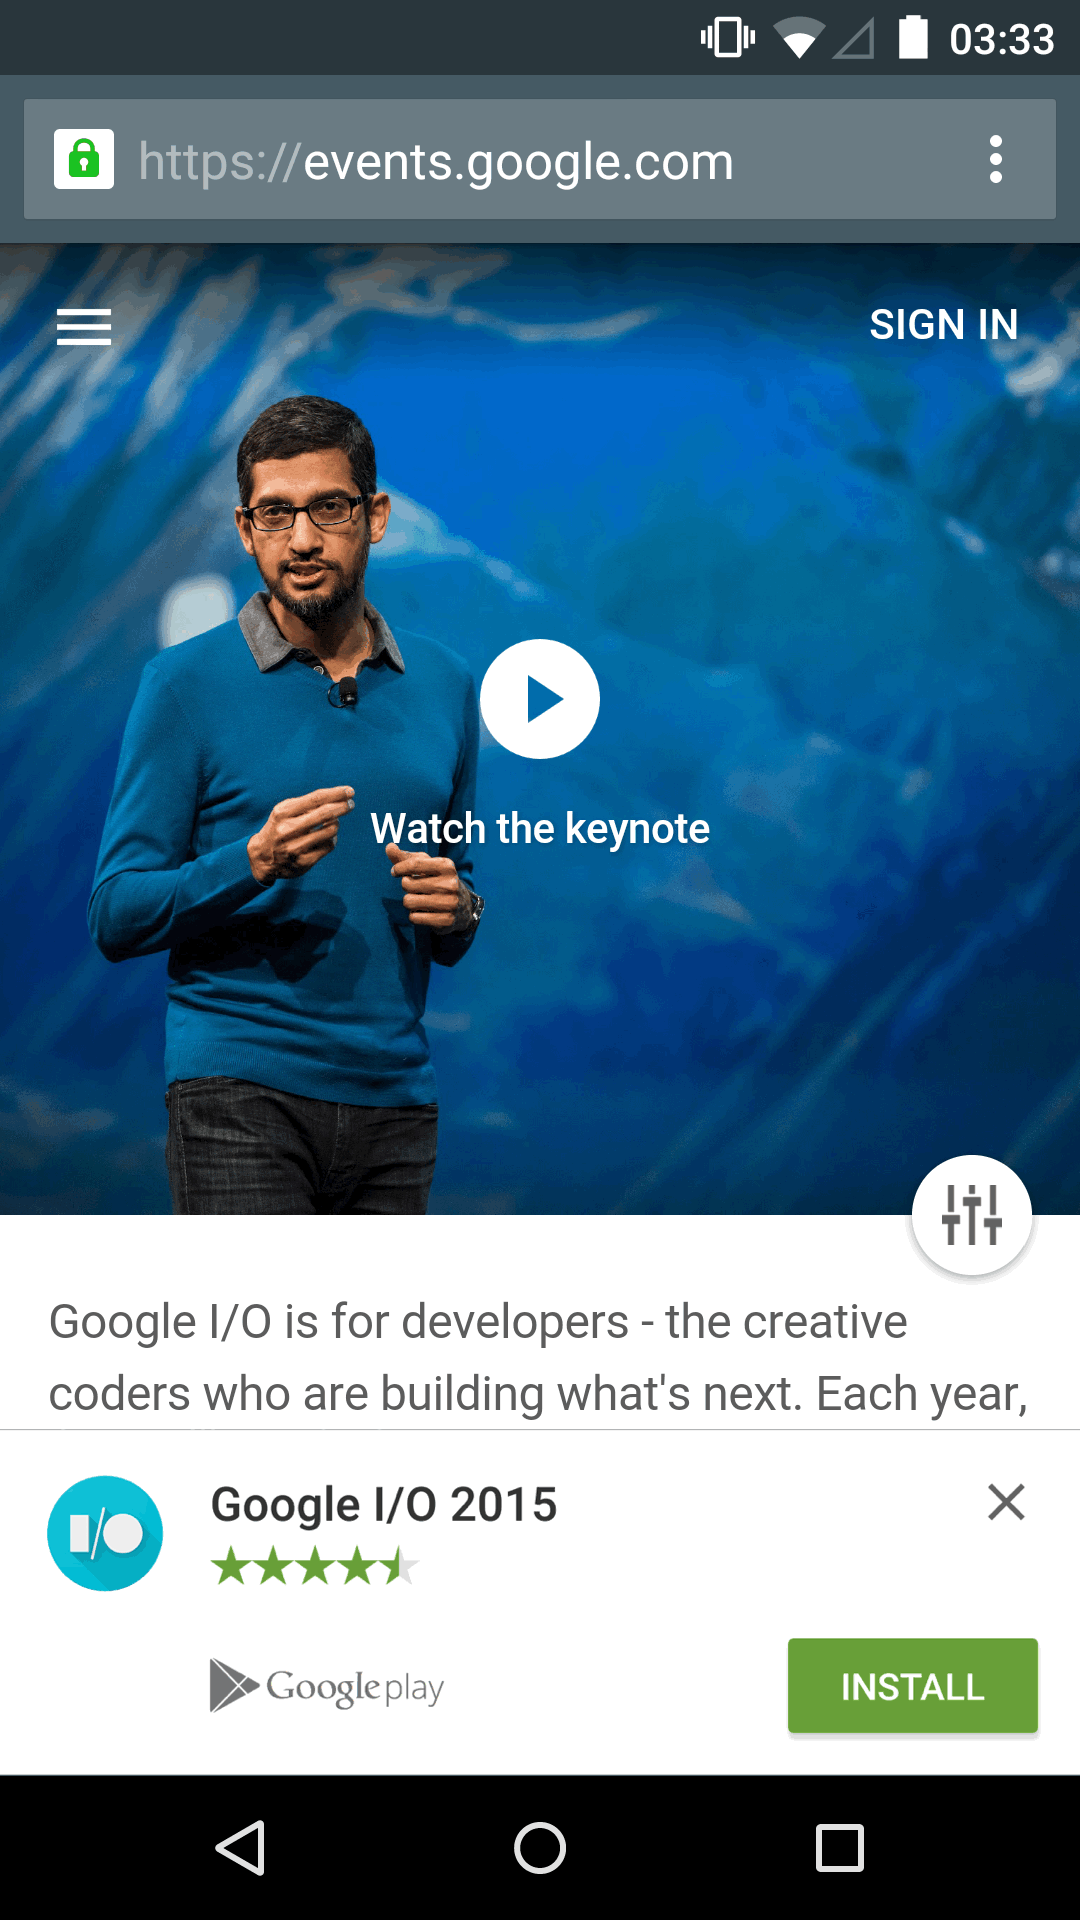 03:33
https://events.google.com
SIGN IN
Watch the keynote
Google I/O is for developers - the creative
coders who are building what's next. Each year,
I/O
Google I/O 2015
Google play
INSTALL